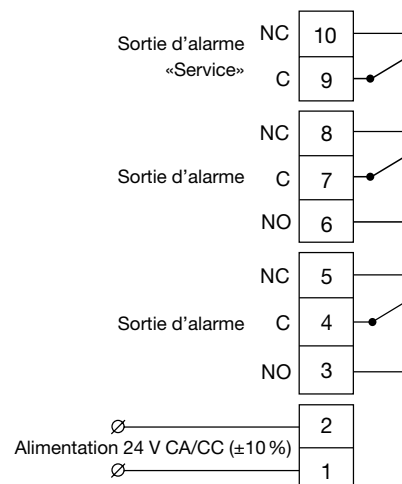 NC 10
Sortie d'alarme
«Service»
C 9
NC 8
Sortie d'alarme C 7
NO 6
NC 5
Sortie d'alarme C 4
NO 3
2
Alimentation 24 V CA/CC (±10 %)
1